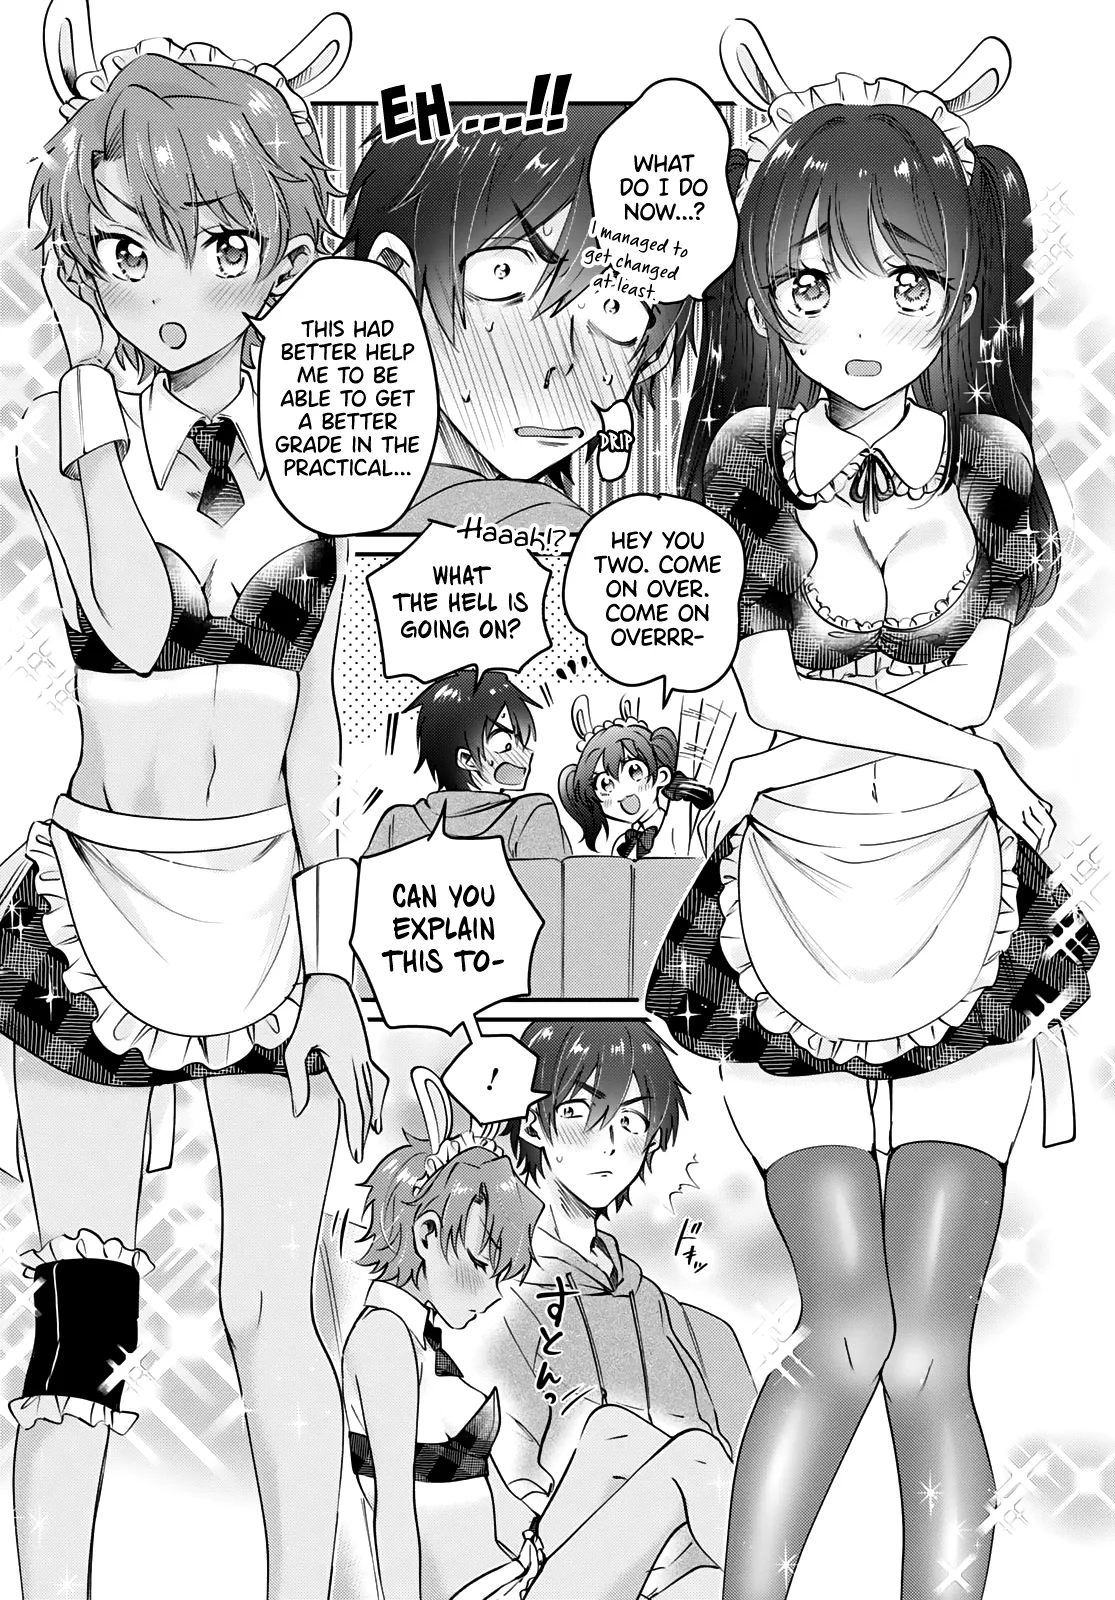 EH...!!
WHAT
DO I DO
NOW...?
I managed to
get changed
at least.
THIS HAD
BETTER HELP
ME TO BE
ABLE TO GET
A BETTER
GRADE IN THE
PRACTICAL...
DRIP
Haaah!?
WHAT
THE HELL IS
GOING ON?
HEY YOU
TWO. COME
ON OVER.
COME ON
OVERRR-
CAN YOU
EXPLAIN
THIS TO-
!
ドキッ
すとんっ